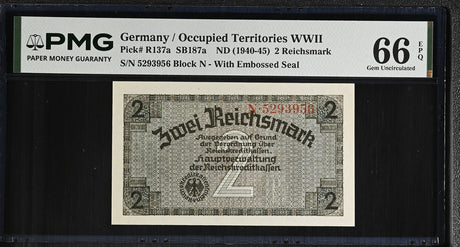 PMG
PAPER MONEY GUARANTY
Germany / Occupied Territories WWII
Pick# R137a SB187a ND (1940-45) 2 Reichsmark
S/N 5293956 Block N - With Embossed Seal
66 EPQ
Gem Uncirculated
2 2
N·5293956
Zwei Reichsmark
Ausgegeben auf Grund
der Verordnung über
Reichskreditkassen.
Hauptverwaltung
der Reichskreditkassen
2
2 2